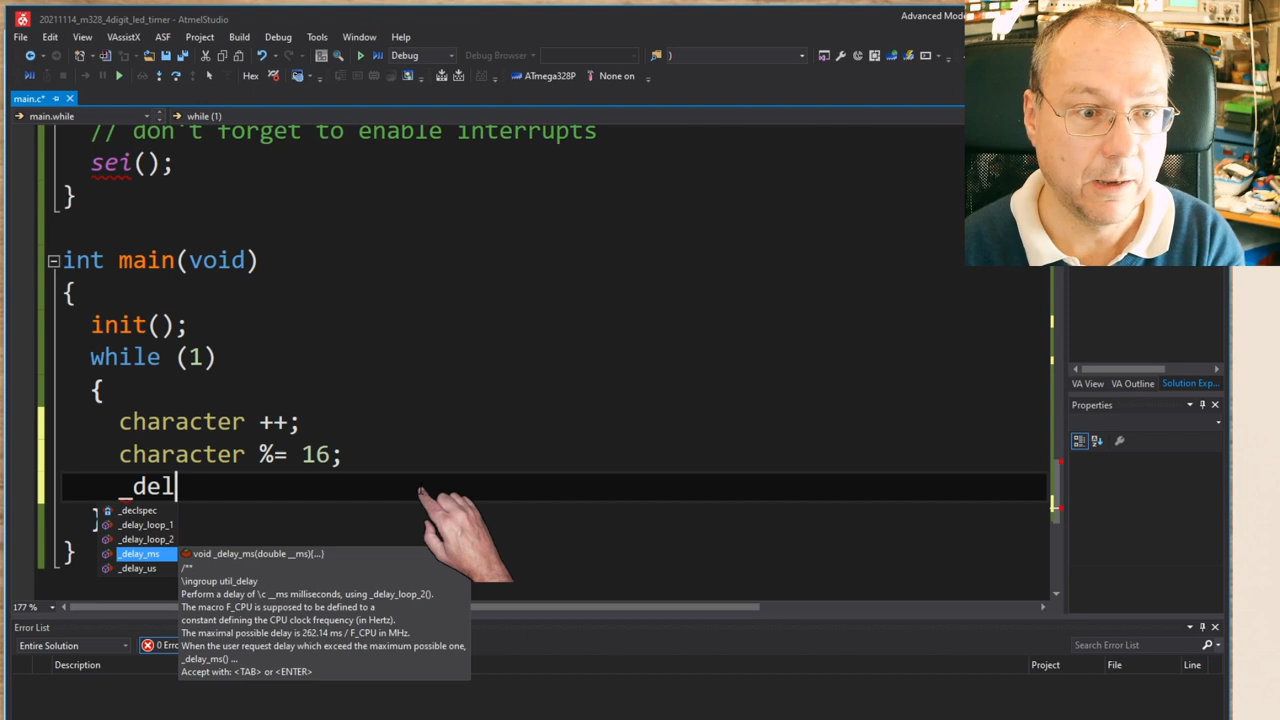 20211114_m328_4digit_led_timer - AtmelStudio
Advanced Mode
File Edit View VAssistX ASF Project Build Debug Tools Window Help
Debug Debug Browser )
Hex ATmega328P None on
main.c*
main.while while (1)
// don't forget to enable interrupts
sei();
}
int main(void)
{
init();
while (1)
{
character ++;
character %= 16;
_del
}
}
_declspec
_delay_loop_1
_delay_loop_2
_delay_ms
_delay_us
void _delay_ms(double __ms){...}
/**
\ingroup util_delay
Perform a delay of \c __ms milliseconds, using _delay_loop_2().
The macro F_CPU is supposed to be defined to a
constant defining the CPU clock frequency (in Hertz).
The maximal possible delay is 262.14 ms / F_CPU in MHz.
When the user request delay which exceed the maximum possible one,
_delay_ms() ...
Accept with: <TAB> or <ENTER>
VA View VA Outline Solution Exp...
Properties
177 %
Error List
Entire Solution 0 Erro Search Error List
Description Project File Line